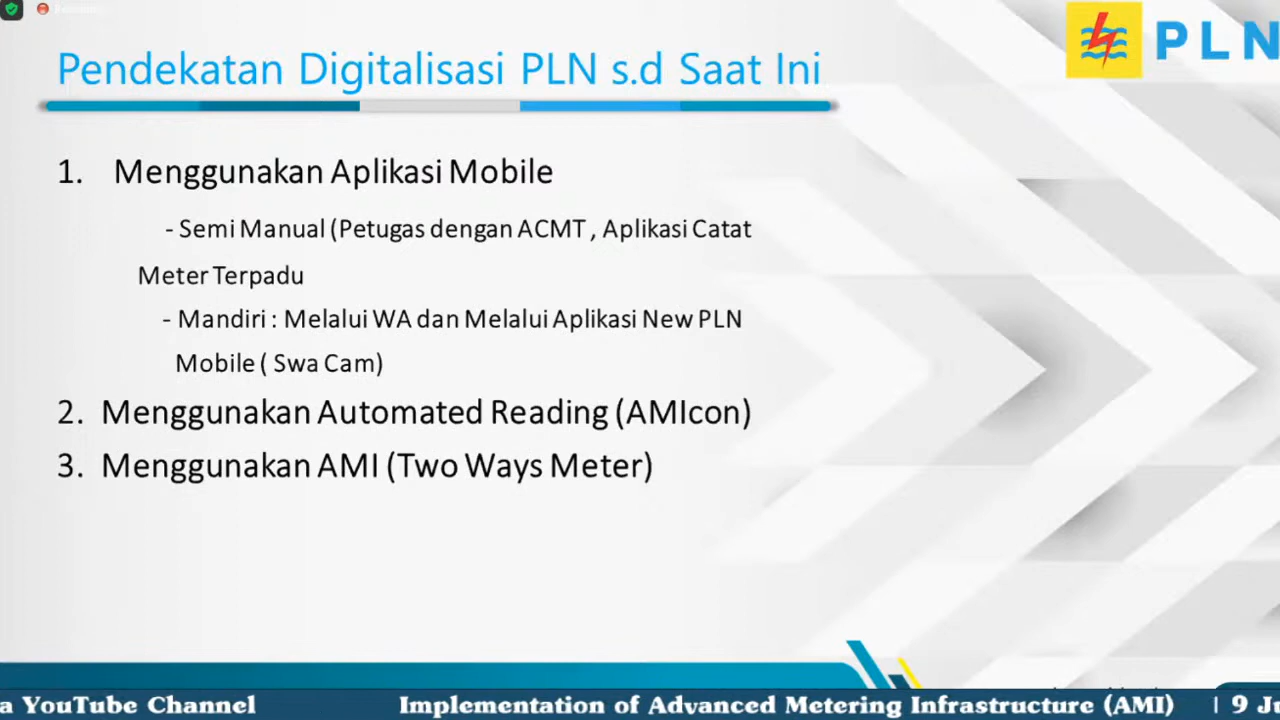 Pendekatan Digitalisasi PLN s.d Saat Ini
PLN
1. Menggunakan Aplikasi Mobile
- Semi Manual (Petugas dengan ACMT , Aplikasi Catat
Meter Terpadu
- Mandiri : Melalui WA dan Melalui Aplikasi New PLN
Mobile ( Swa Cam)
2. Menggunakan Automated Reading (AMIcon)
3. Menggunakan AMI (Two Ways Meter)
a YouTube Channel Implementation of Advanced Metering Infrastructure (AMI) | 9 Ju